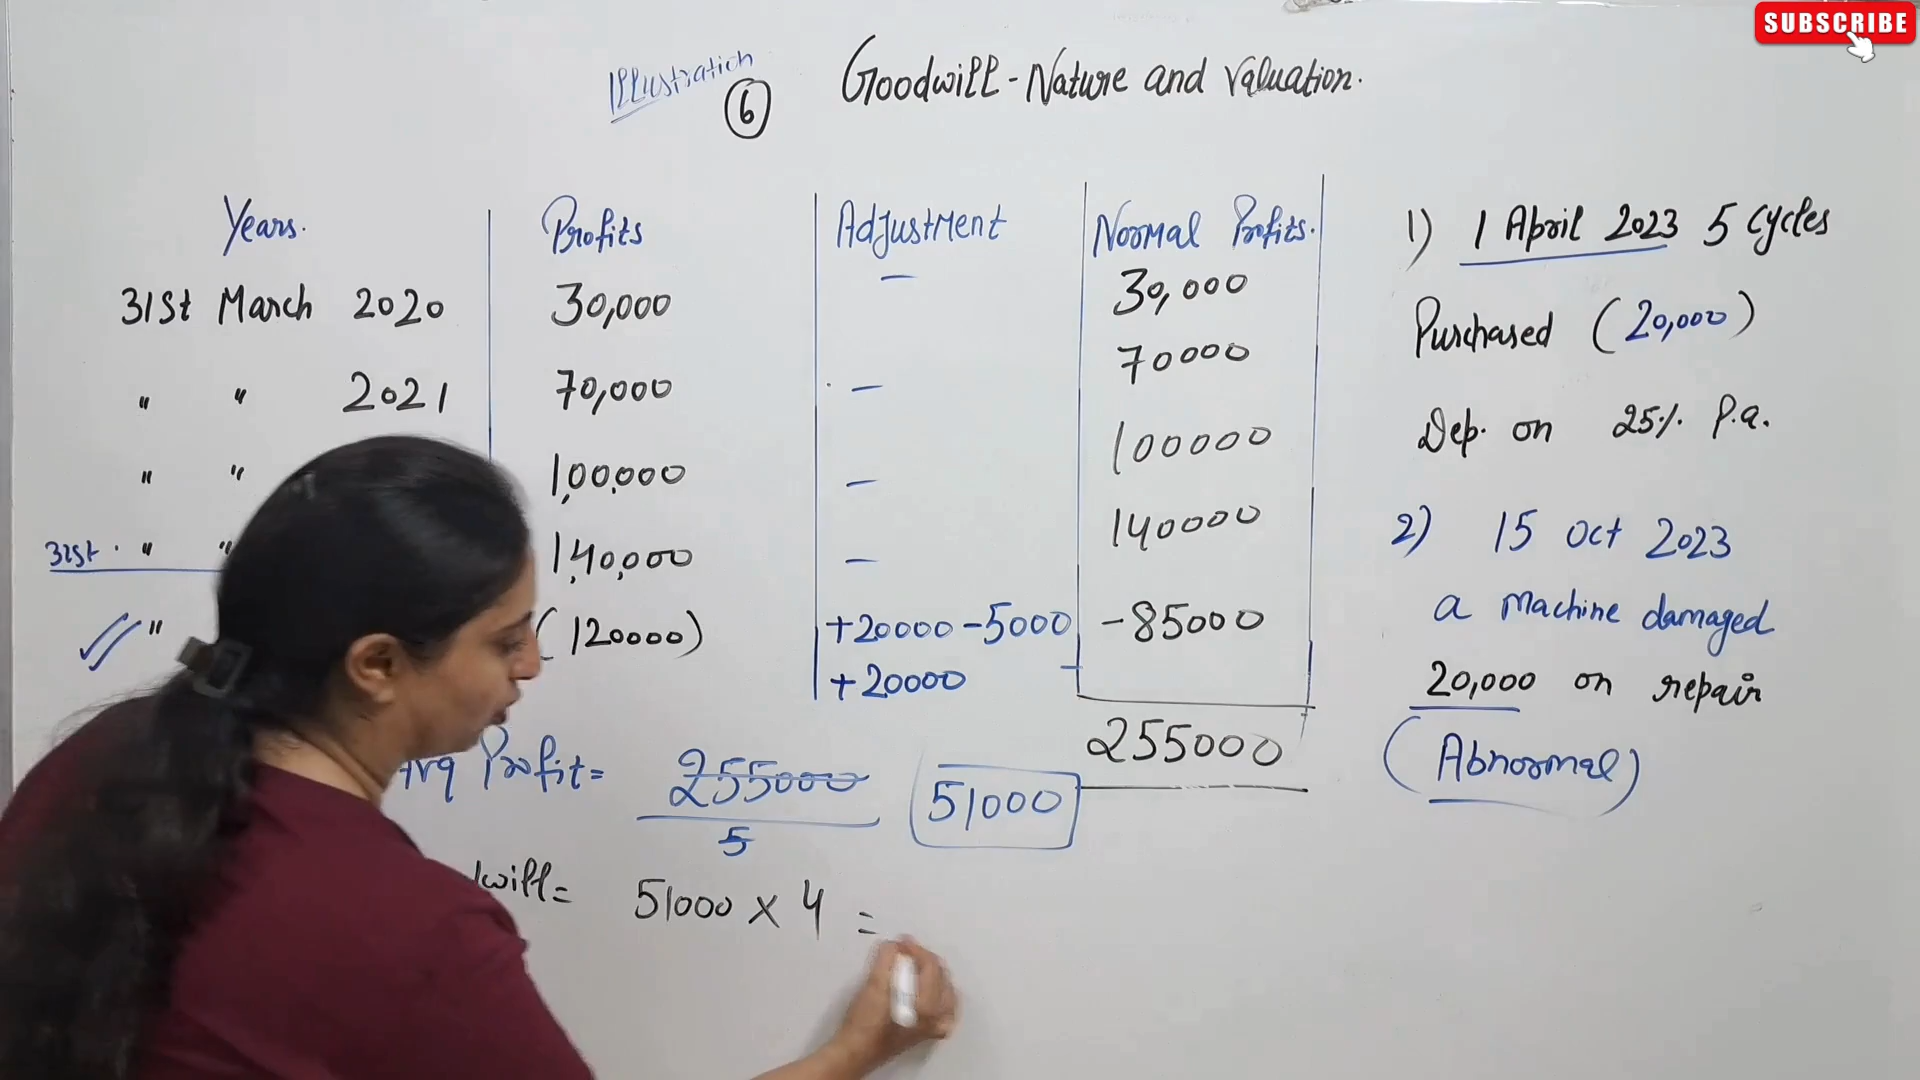 SUBSCRIBE
Illustration 6 Goodwill - Nature and Valuation.
Years. Profits Adjustment Normal Profits.
31st March 2020 30,000 — 30,000
" " 2021 70,000 — 70000
" " 1,00,000 — 100000
31st " " 1,40,000 — 140000
" (120000) +20000 -5000 -85000
+20000
255000
Avg Profit = 255000 51000
5
will = 51000 x 4 =
1) 1 April 2023 5 Cycles
Purchased (20,000)
Dep. on 25% P.a.
2) 15 Oct 2023
a Machine damaged
20,000 on repair
(Abnormal)